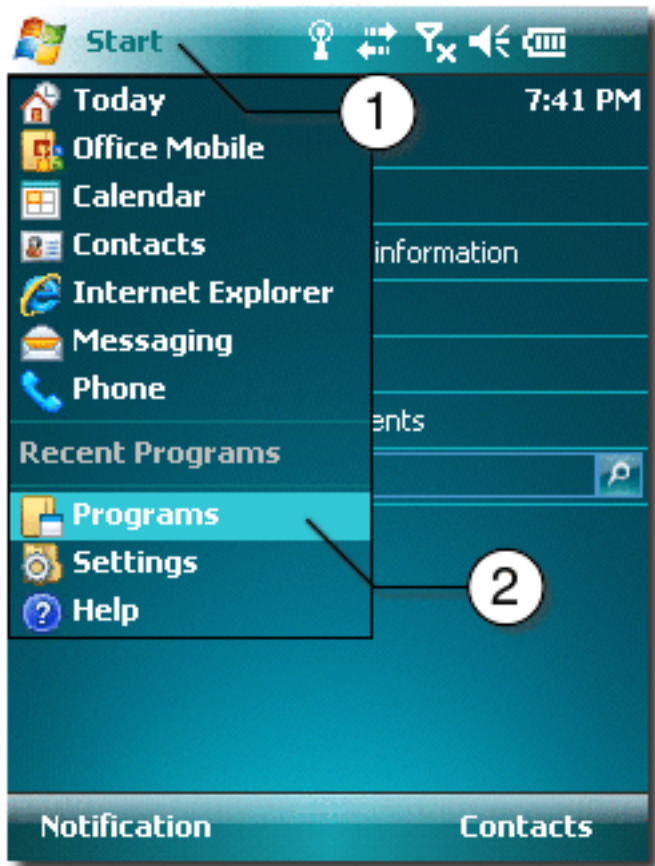 Start
1
Today
7:41 PM
Office Mobile
Calendar
Contacts
information
Internet Explorer
Messaging
Phone
ents
Recent Programs
Programs
Settings
2
Help
Notification
Contacts